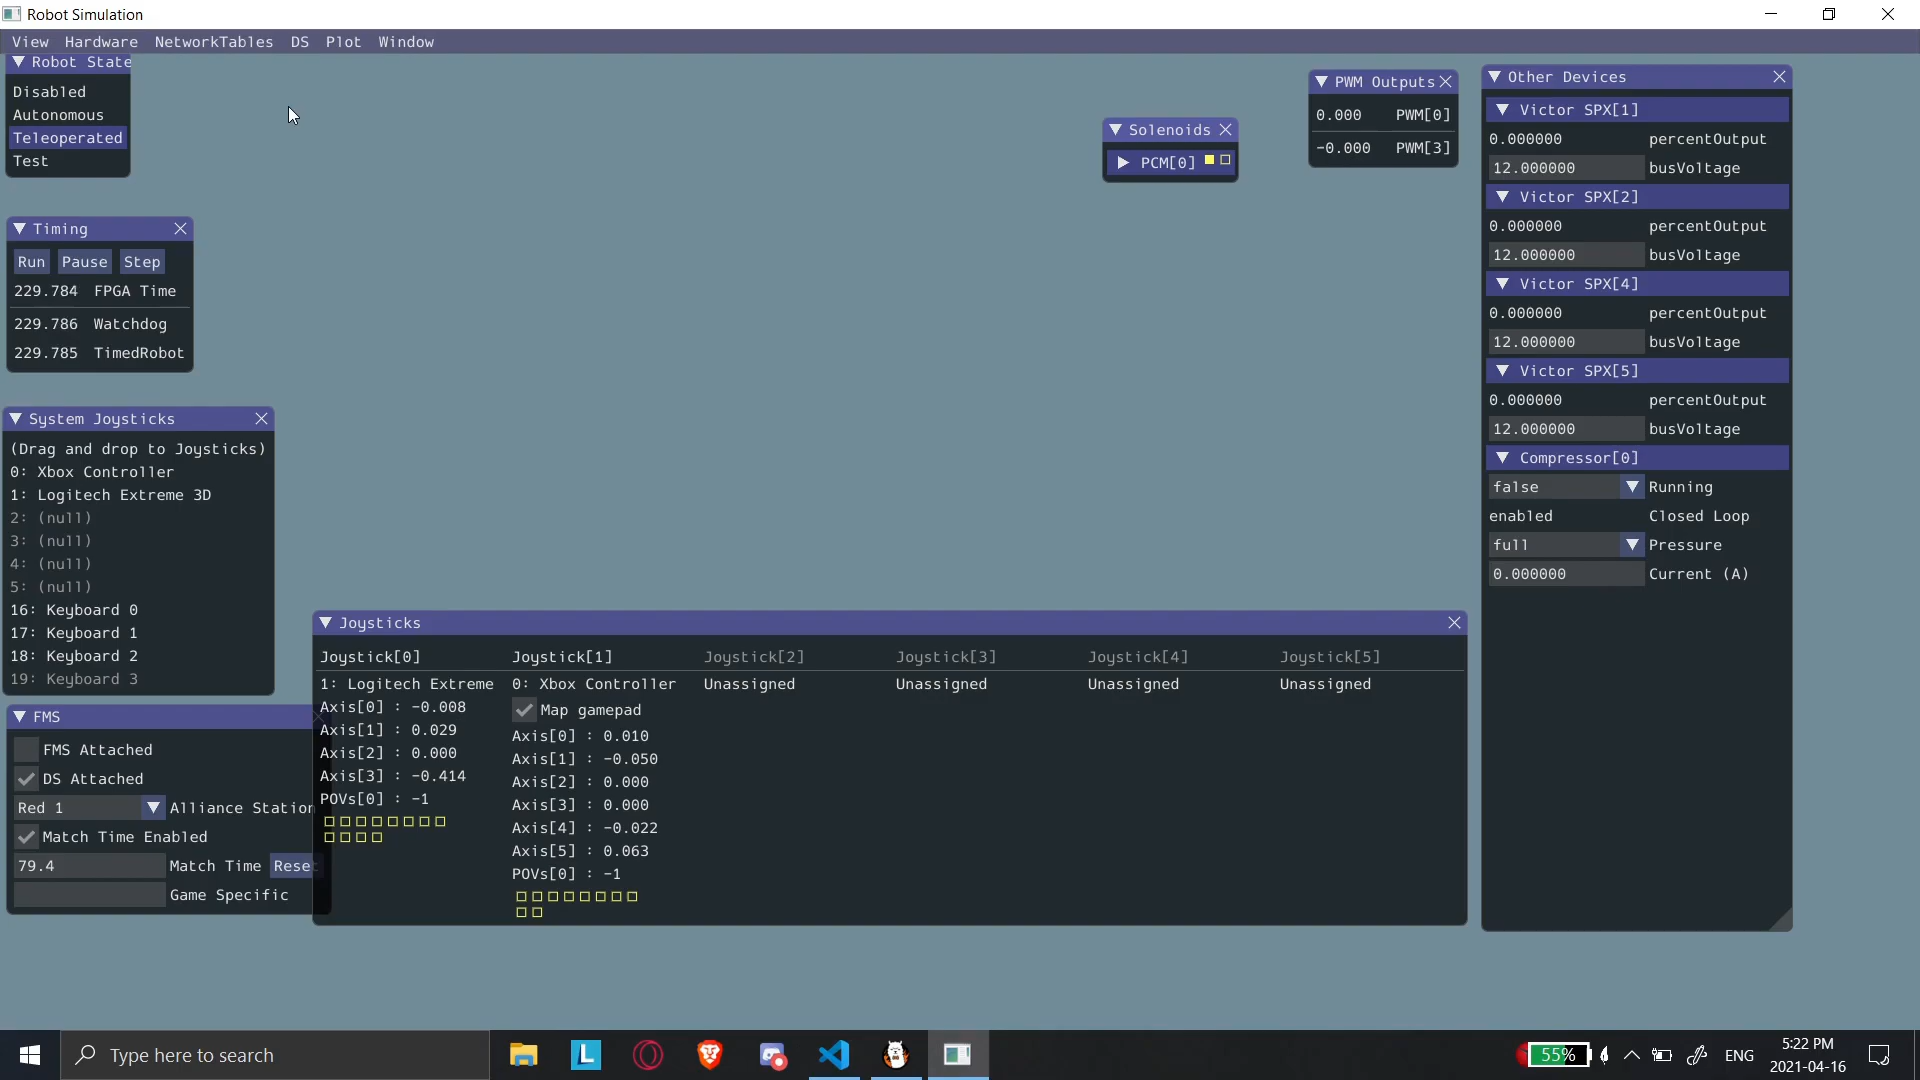 Robot Simulation
View Hardware NetworkTables DS Plot Window
Robot State
Disabled
Autonomous
Teleoperated
Test
Timing
Run Pause Step
229.784 FPGA Time
229.786 Watchdog
229.785 TimedRobot
System Joysticks
(Drag and drop to Joysticks)
0: Xbox Controller
1: Logitech Extreme 3D
2: (null)
3: (null)
4: (null)
5: (null)
16: Keyboard 0
17: Keyboard 1
18: Keyboard 2
19: Keyboard 3
FMS
FMS Attached
DS Attached
Red 1 Alliance Station
Match Time Enabled
79.4 Match Time Reset
Game Specific
Joysticks
Joystick[0] Joystick[1] Joystick[2] Joystick[3] Joystick[4] Joystick[5]
1: Logitech Extreme 0: Xbox Controller Unassigned Unassigned Unassigned Unassigned
Axis[0] : -0.008
Axis[1] : 0.029
Axis[2] : 0.000
Axis[3] : -0.414
POVs[0] : -1
Map gamepad
Axis[0] : 0.010
Axis[1] : -0.050
Axis[2] : 0.000
Axis[3] : 0.000
Axis[4] : -0.022
Axis[5] : 0.063
POVs[0] : -1
Solenoids
PCM[0]
PWM Outputs
0.000 PWM[0]
-0.000 PWM[3]
Other Devices
Victor SPX[1]
0.000000 percentOutput
12.000000 busVoltage
Victor SPX[2]
0.000000 percentOutput
12.000000 busVoltage
Victor SPX[4]
0.000000 percentOutput
12.000000 busVoltage
Victor SPX[5]
0.000000 percentOutput
12.000000 busVoltage
Compressor[0]
false Running
enabled Closed Loop
full Pressure
0.000000 Current (A)
Type here to search
L
55%
ENG
5:22 PM
2021-04-16